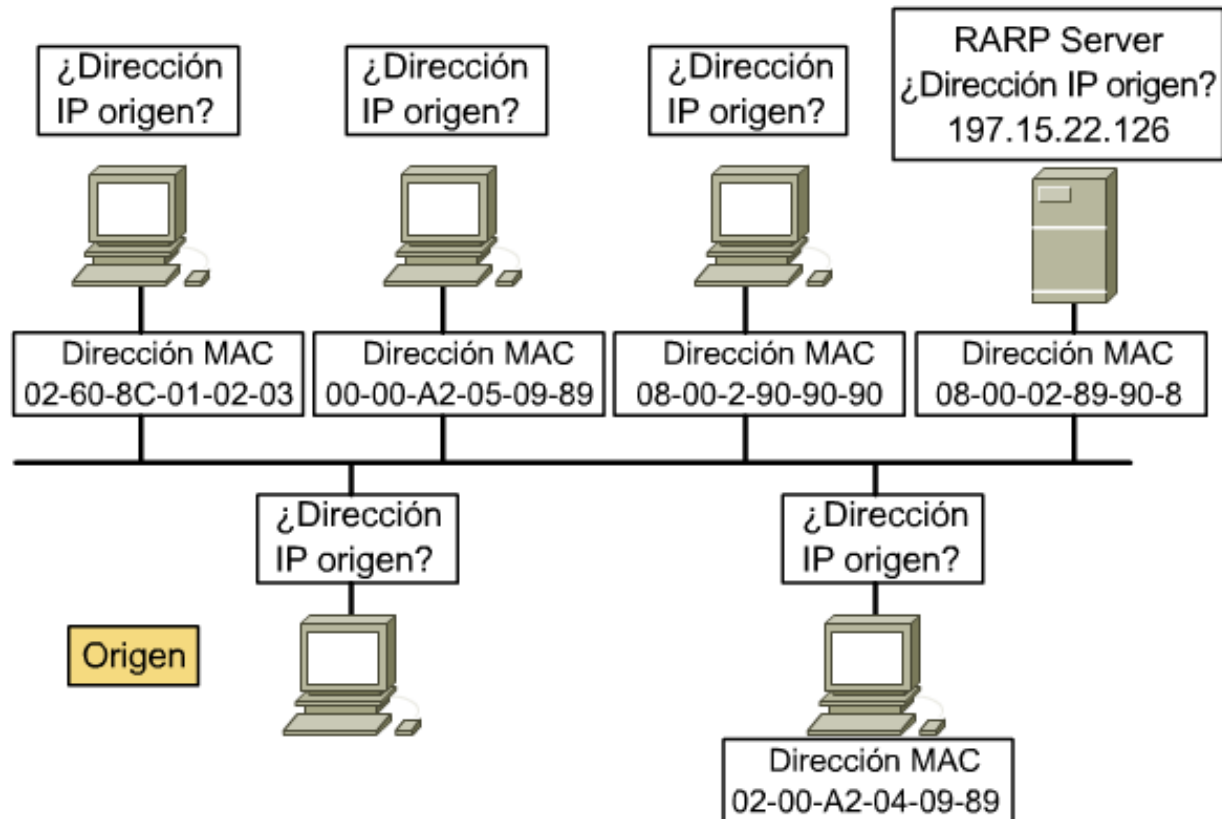 ¿Dirección
IP origen?
¿Dirección
IP origen?
¿Dirección
IP origen?
RARP Server
¿Dirección IP origen?
197.15.22.126
Dirección MAC
02-60-8C-01-02-03
Dirección MAC
00-00-A2-05-09-89
Dirección MAC
08-00-2-90-90-90
Dirección MAC
08-00-02-89-90-8
¿Dirección
IP origen?
¿Dirección
IP origen?
Origen
Dirección MAC
02-00-A2-04-09-89